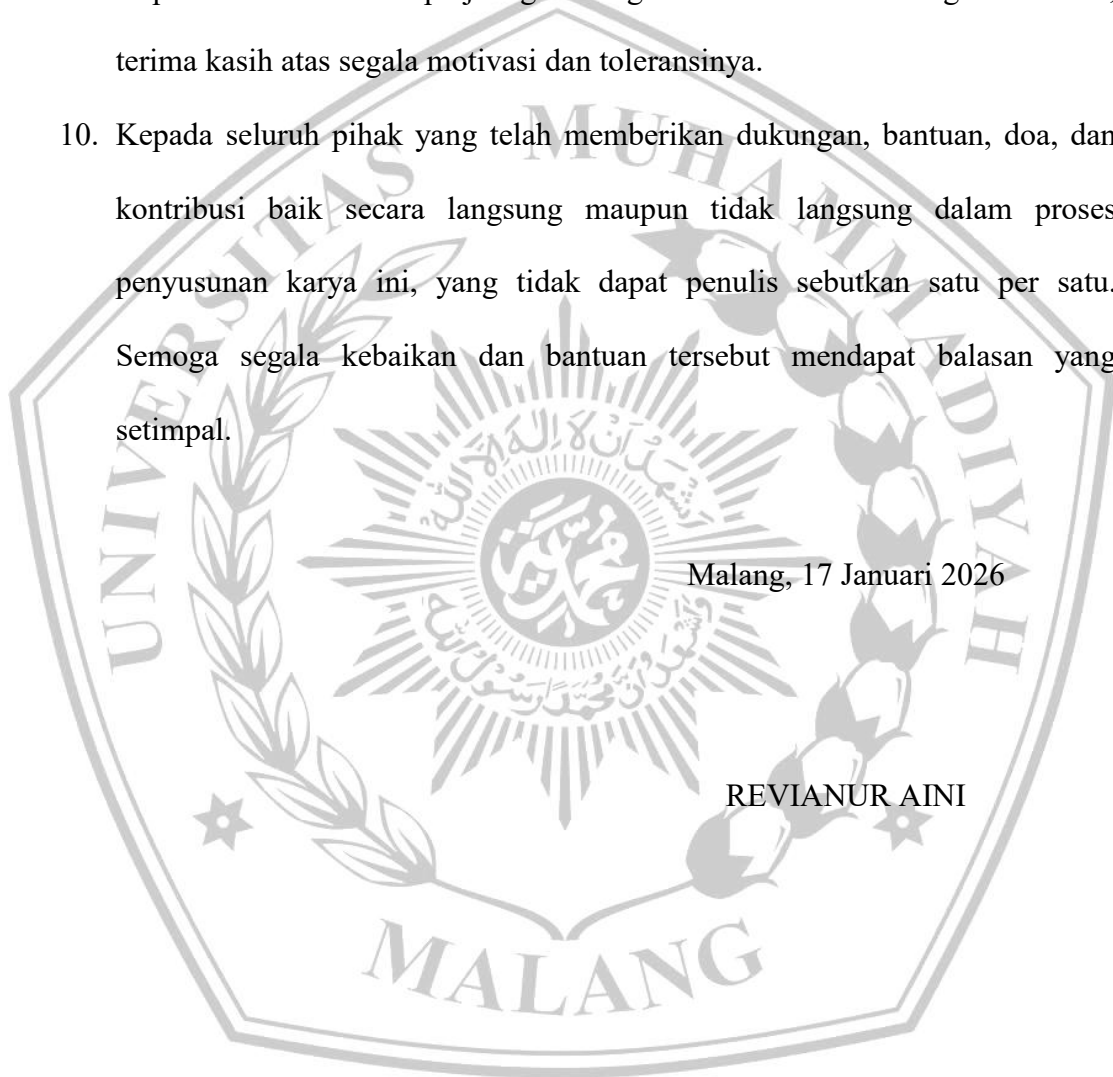 terima kasih atas segala motivasi dan toleransinya.
10. Kepada seluruh pihak yang telah memberikan dukungan, bantuan, doa, dan
kontribusi baik secara langsung maupun tidak langsung dalam proses
penyusunan karya ini, yang tidak dapat penulis sebutkan satu per satu.
Semoga segala kebaikan dan bantuan tersebut mendapat balasan yang
setimpal.
Malang, 17 Januari 2026
REVIANUR AINI
UNIVERSITAS MUHAMMADIYAH
MALANG